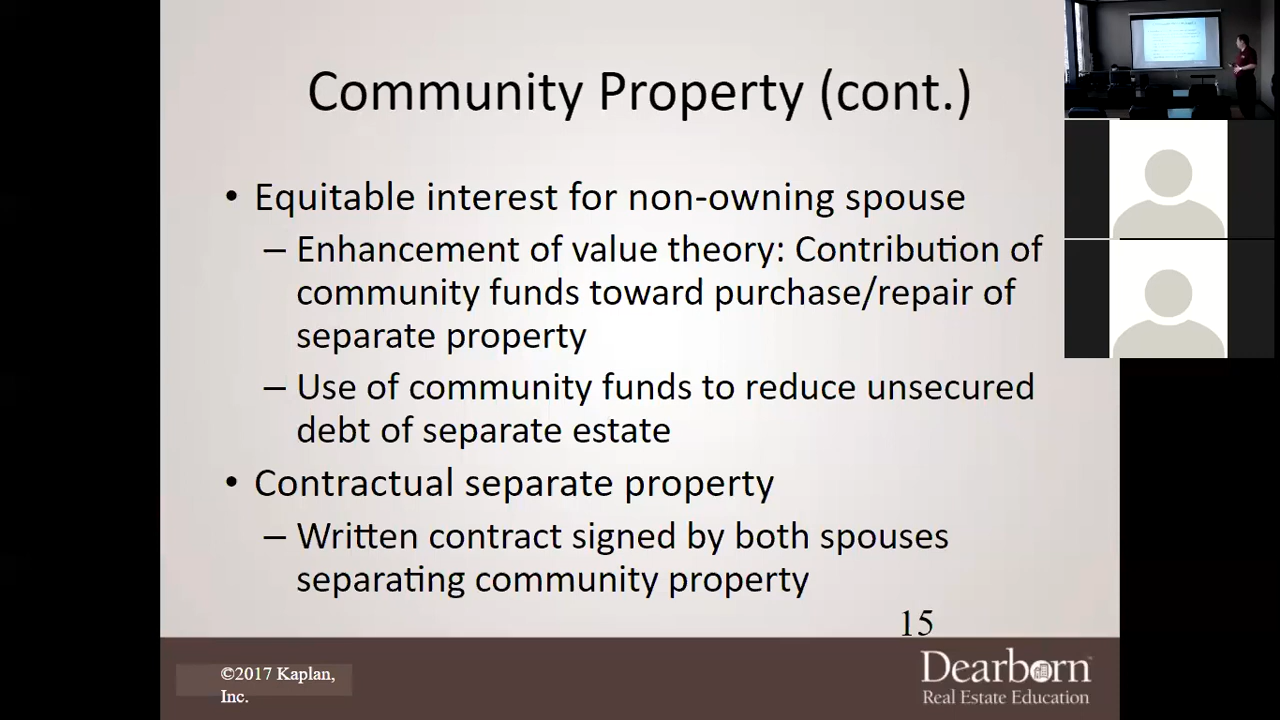 Community Property (cont.)
• Equitable interest for non-owning spouse
– Enhancement of value theory: Contribution of
community funds toward purchase/repair of
separate property
– Use of community funds to reduce unsecured
debt of separate estate
• Contractual separate property
– Written contract signed by both spouses
separating community property
15
©2017 Kaplan,
Inc.
Dearborn
Real Estate Education